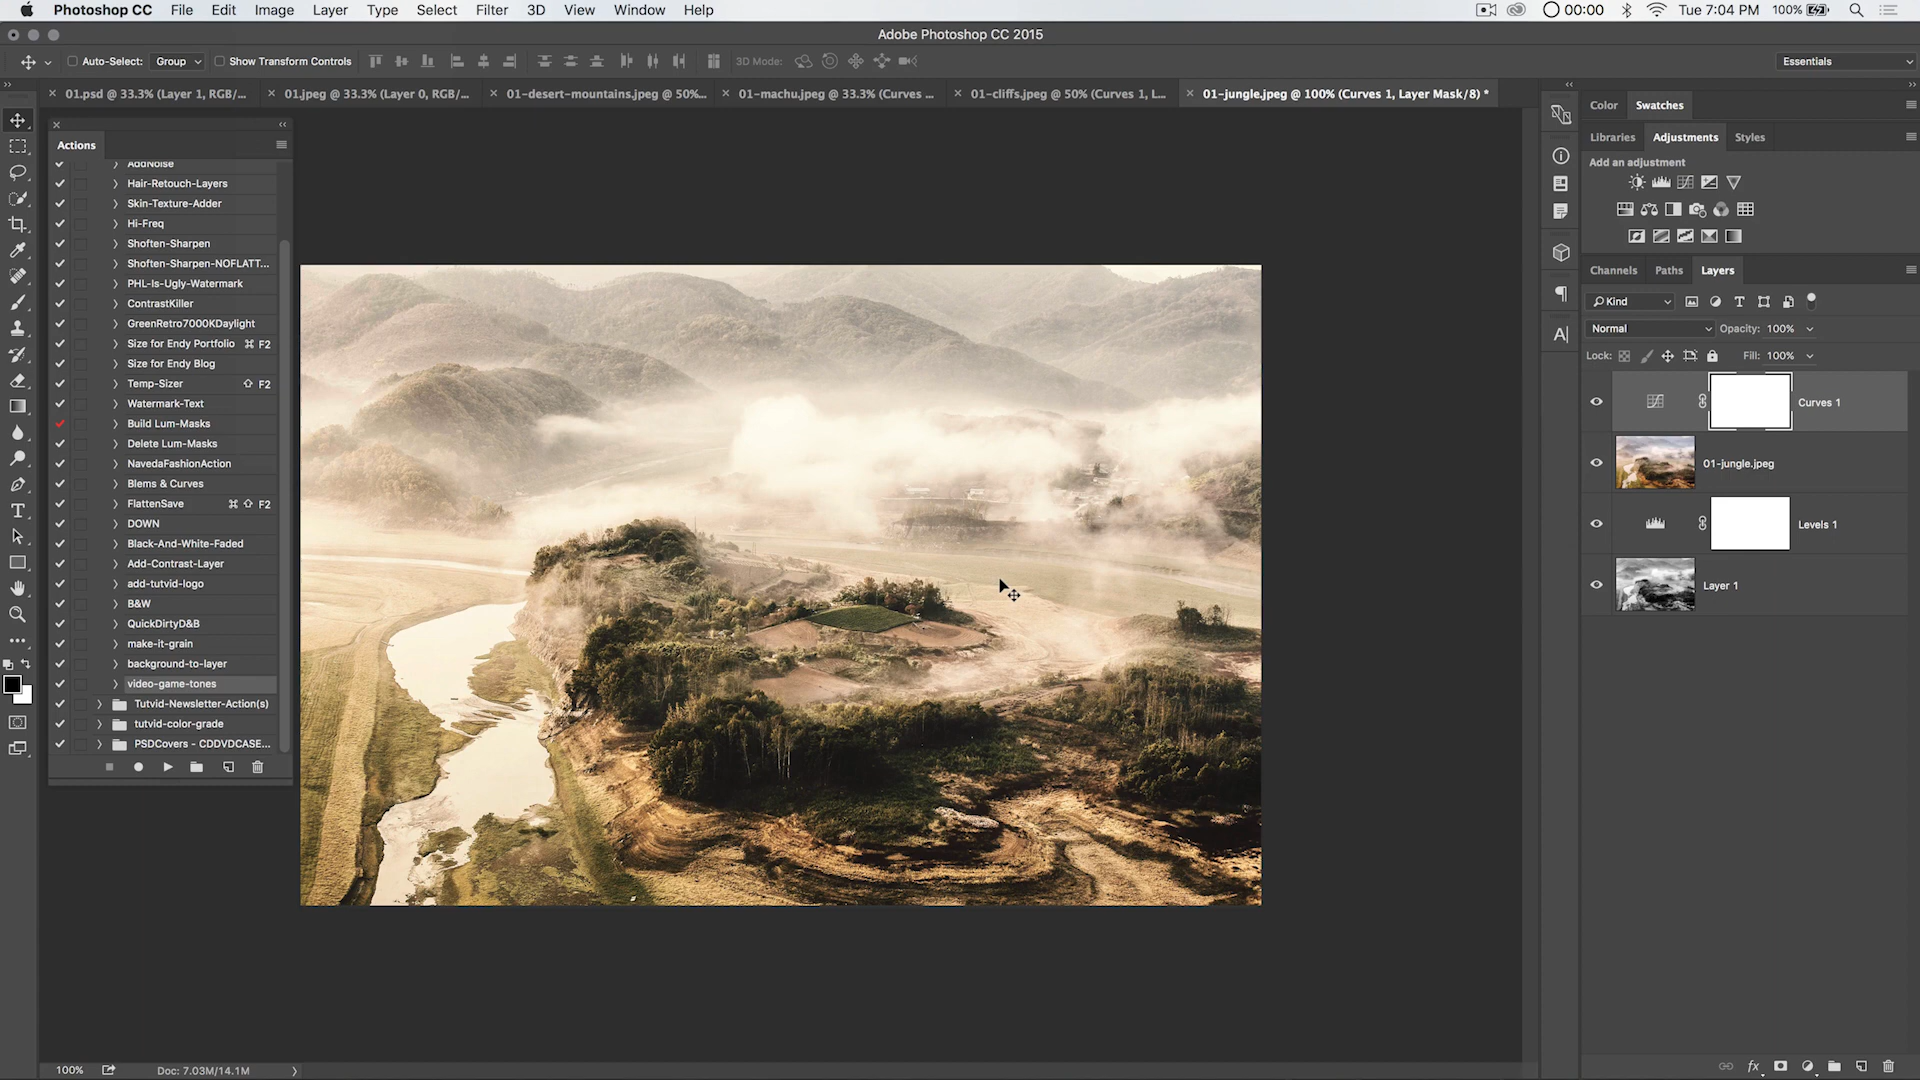 Photoshop CC File Edit Image Layer Type Select Filter 3D View Window Help 00:00 Tue 7:04 PM 100%
Adobe Photoshop CC 2015
Auto-Select: Group Show Transform Controls 3D Mode: Essentials
01.psd @ 33.3% (Layer 1, RGB/... 01.jpeg @ 33.3% (Layer 0, RGB/... 01-desert-mountains.jpeg @ 50%... 01-machu.jpeg @ 33.3% (Curves ... 01-cliffs.jpeg @ 50% (Curves 1, L... 01-jungle.jpeg @ 100% (Curves 1, Layer Mask/8) *
Actions
AddNoise
Hair-Retouch-Layers
Skin-Texture-Adder
Hi-Freq
Shoften-Sharpen
Shoften-Sharpen-NOFLATT...
PHL-Is-Ugly-Watermark
ContrastKiller
GreenRetro7000KDaylight
Size for Endy Portfolio ⌘ F2
Size for Endy Blog
Temp-Sizer ⇧ F2
Watermark-Text
Build Lum-Masks
Delete Lum-Masks
NavedaFashionAction
Blems & Curves
FlattenSave ⌘ ⇧ F2
DOWN
Black-And-White-Faded
Add-Contrast-Layer
add-tutvid-logo
B&W
QuickDirtyD&B
make-it-grain
background-to-layer
video-game-tones
Tutvid-Newsletter-Action(s)
tutvid-color-grade
PSDCovers - CDDVDCASE...
Color Swatches
Libraries Adjustments Styles
Add an adjustment
Channels Paths Layers
Kind
Normal Opacity: 100%
Lock: Fill: 100%
Curves 1
01-jungle.jpeg
Levels 1
Layer 1
100% Doc: 7.03M/14.1M
fx